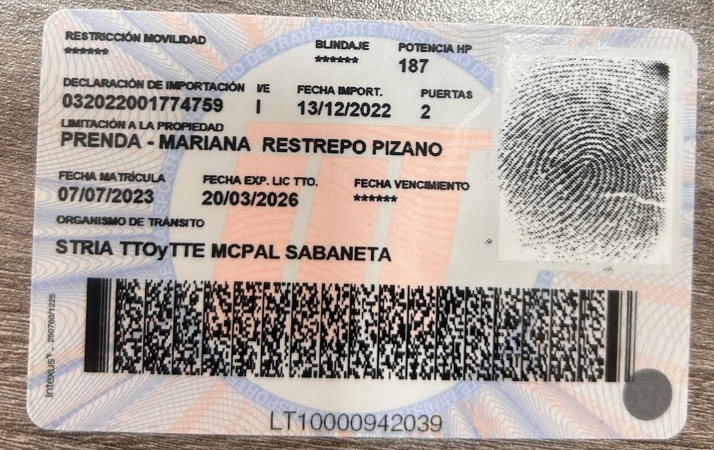 RESTRICCIÓN MOVILIDAD BLINDAJE POTENCIA HP
****** ****** 187
DECLARACIÓN DE IMPORTACIÓN I/E FECHA IMPORT. PUERTAS
032022001774759 I 13/12/2022 2
LIMITACIÓN A LA PROPIEDAD
PRENDA - MARIANA RESTREPO PIZANO
FECHA MATRÍCULA FECHA EXP. LIC TTO. FECHA VENCIMIENTO
07/07/2023 20/03/2026 ******
ORGANISMO DE TRÁNSITO
STRIA TTOyTTE MCPAL SABANETA
Intexus - 250760/1225
LT10000942039